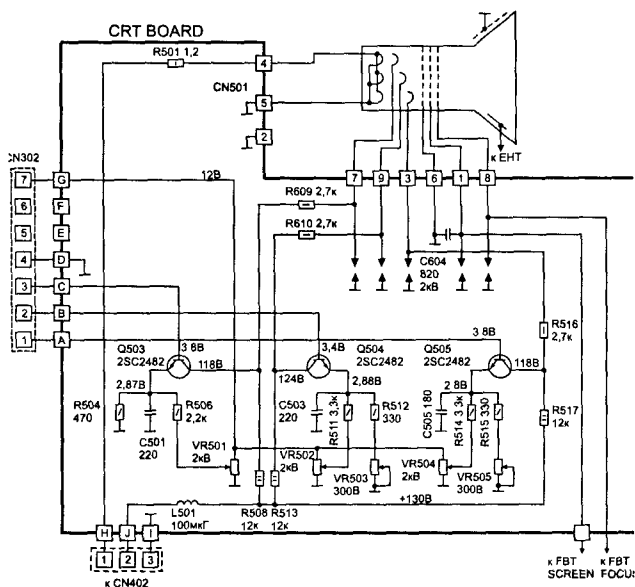 CRT BOARD
R501 1,2
4
CN501
5
2
к EHT
CN302
7
G
12В
7
9
3
6
1
8
6
F
R609 2,7к
5
E
R610 2,7к
4
D
C604
820
2кВ
3
C
2
B
R516
2,7к
1
A
3 8В
3,4В
3 8В
Q503
2SC2482
118В
Q504
2SC2482
124В
Q505
2SC2482
118В
2,87В
2,88В
2 8В
R517
12к
R504
470
C501
220
R506
2,2к
C503
220
R511 3,3к
R512
330
C505 180
R514 3,3к
R515 330
VR501
2кВ
VR502
2кВ
VR503
300В
VR504
2кВ
VR505
300В
+130В
L501
100мкГ
R508
12к
R513
12к
H
J
I
1
2
3
к CN402
к FBT
SCREEN
к FBT
FOCUS